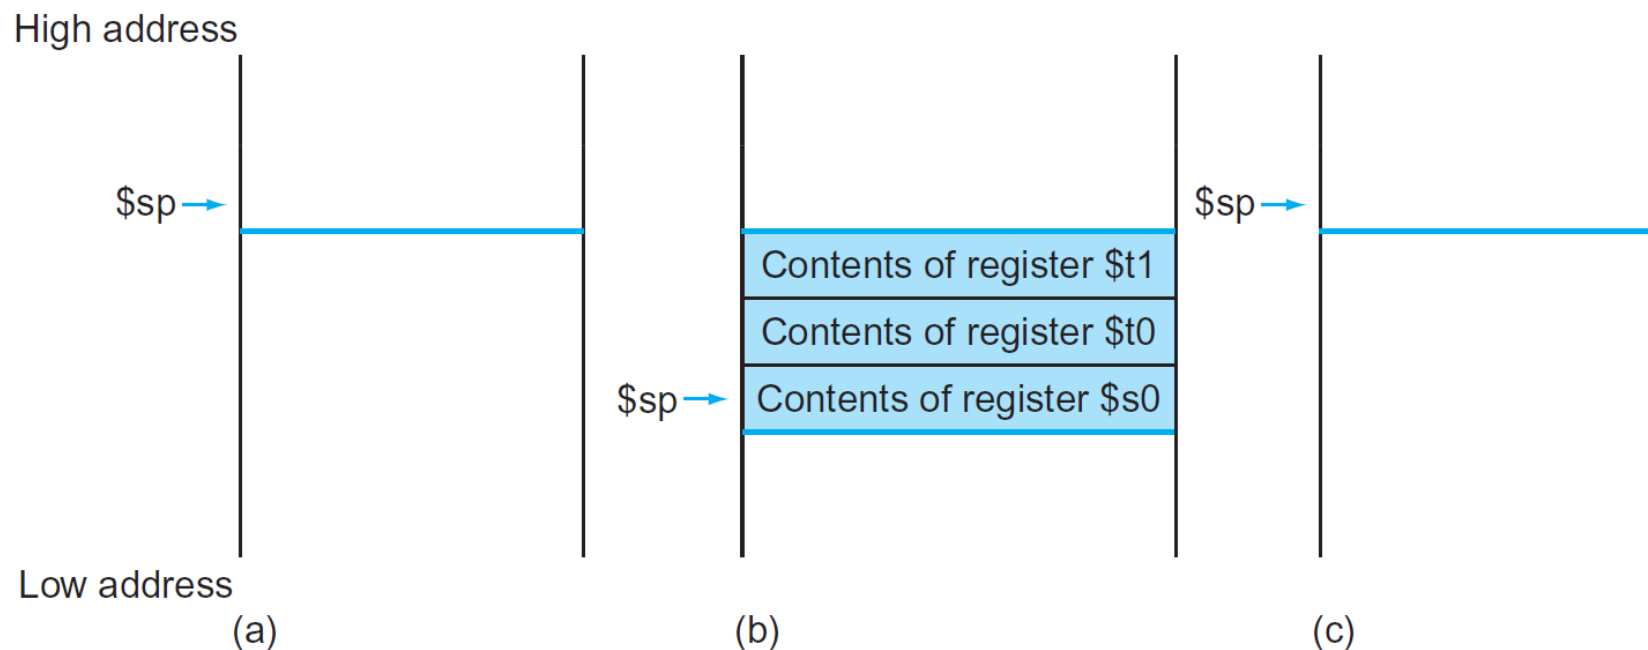 High address
$sp
$sp
Contents of register $t1
Contents of register $t0
$sp
Contents of register $s0
Low address
(a)
(b)
(c)